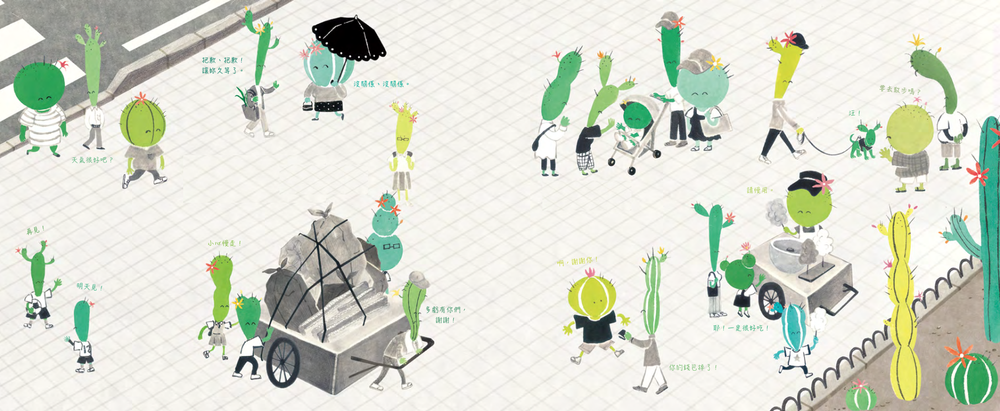 抱歉、抱歉！
讓妳久等了。
沒關係、沒關係。
天氣很好吧？
再見！
明天見！
小心慢走！
多虧有你們，
謝謝！
要去散步嗎？
汪！
請慢用。
啊，謝謝你！
耶！一定很好吃！
你的錢包掉了！
12